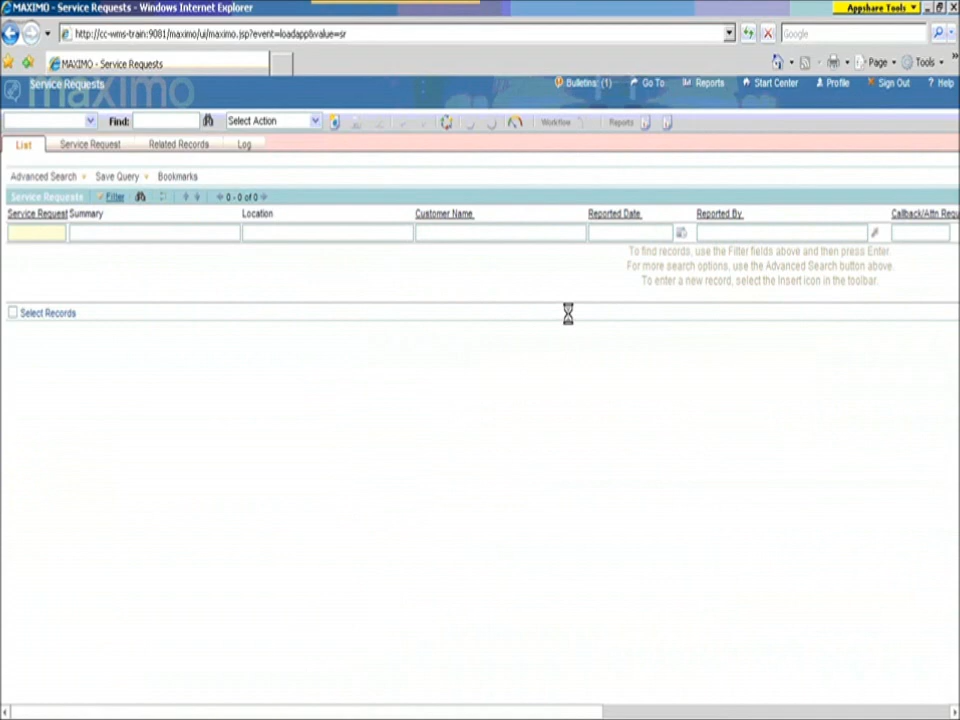 MAXIMO - Service Requests - Windows Internet Explorer
Appshare Tools
http://cc-wms-train:9081/maximo/ui/maximo.jsp?event=loadapp&value=sr
Google
MAXIMO - Service Requests
Page
Tools
Service Requests
maximo
Bulletins: (1)
Go To
Reports
Start Center
Profile
Sign Out
? Help
Find:
Select Action
Workflow
Reports
List
Service Request
Related Records
Log
Advanced Search
Save Query
Bookmarks
Service Requests
Filter
0 - 0 of 0
Service Request
Summary
Location
Customer Name
Reported Date
Reported By
Callback/Attn Requ
To find records, use the Filter fields above and then press Enter.
For more search options, use the Advanced Search button above.
To enter a new record, select the Insert icon in the toolbar.
Select Records